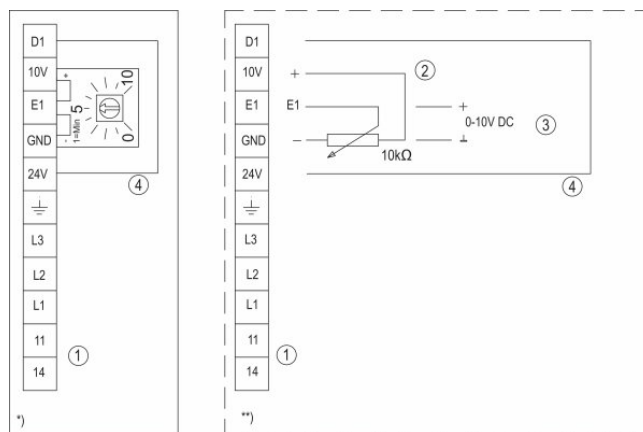 D1
10V
E1
GND
24V
L3
L2
L1
11
14
+
-
1=Min
0
5
10
4
1
*)
D1
10V
E1
GND
24V
L3
L2
L1
11
14
+
E1
−
10kΩ
2
+
0-10V DC
3
4
1
**)